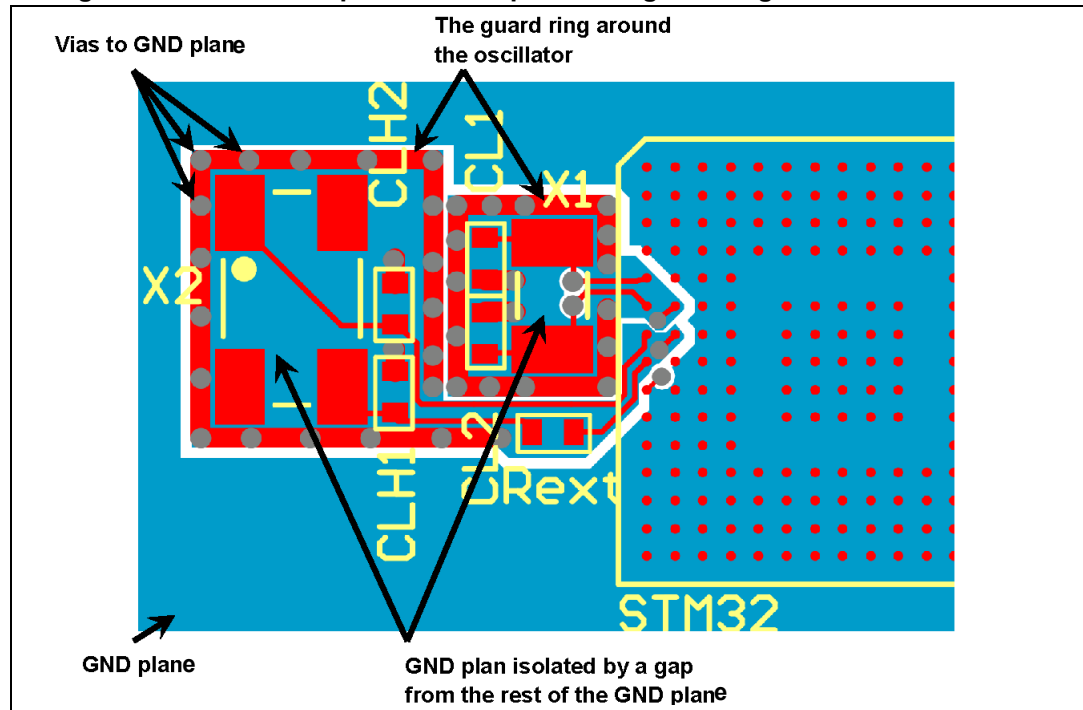 The guard ring around
the oscillator
Vias to GND plane
CLH2
CL1
X1
X2
CLH1
CL2
Rext
STM32
GND plane
GND plan isolated by a gap
from the rest of the GND plane